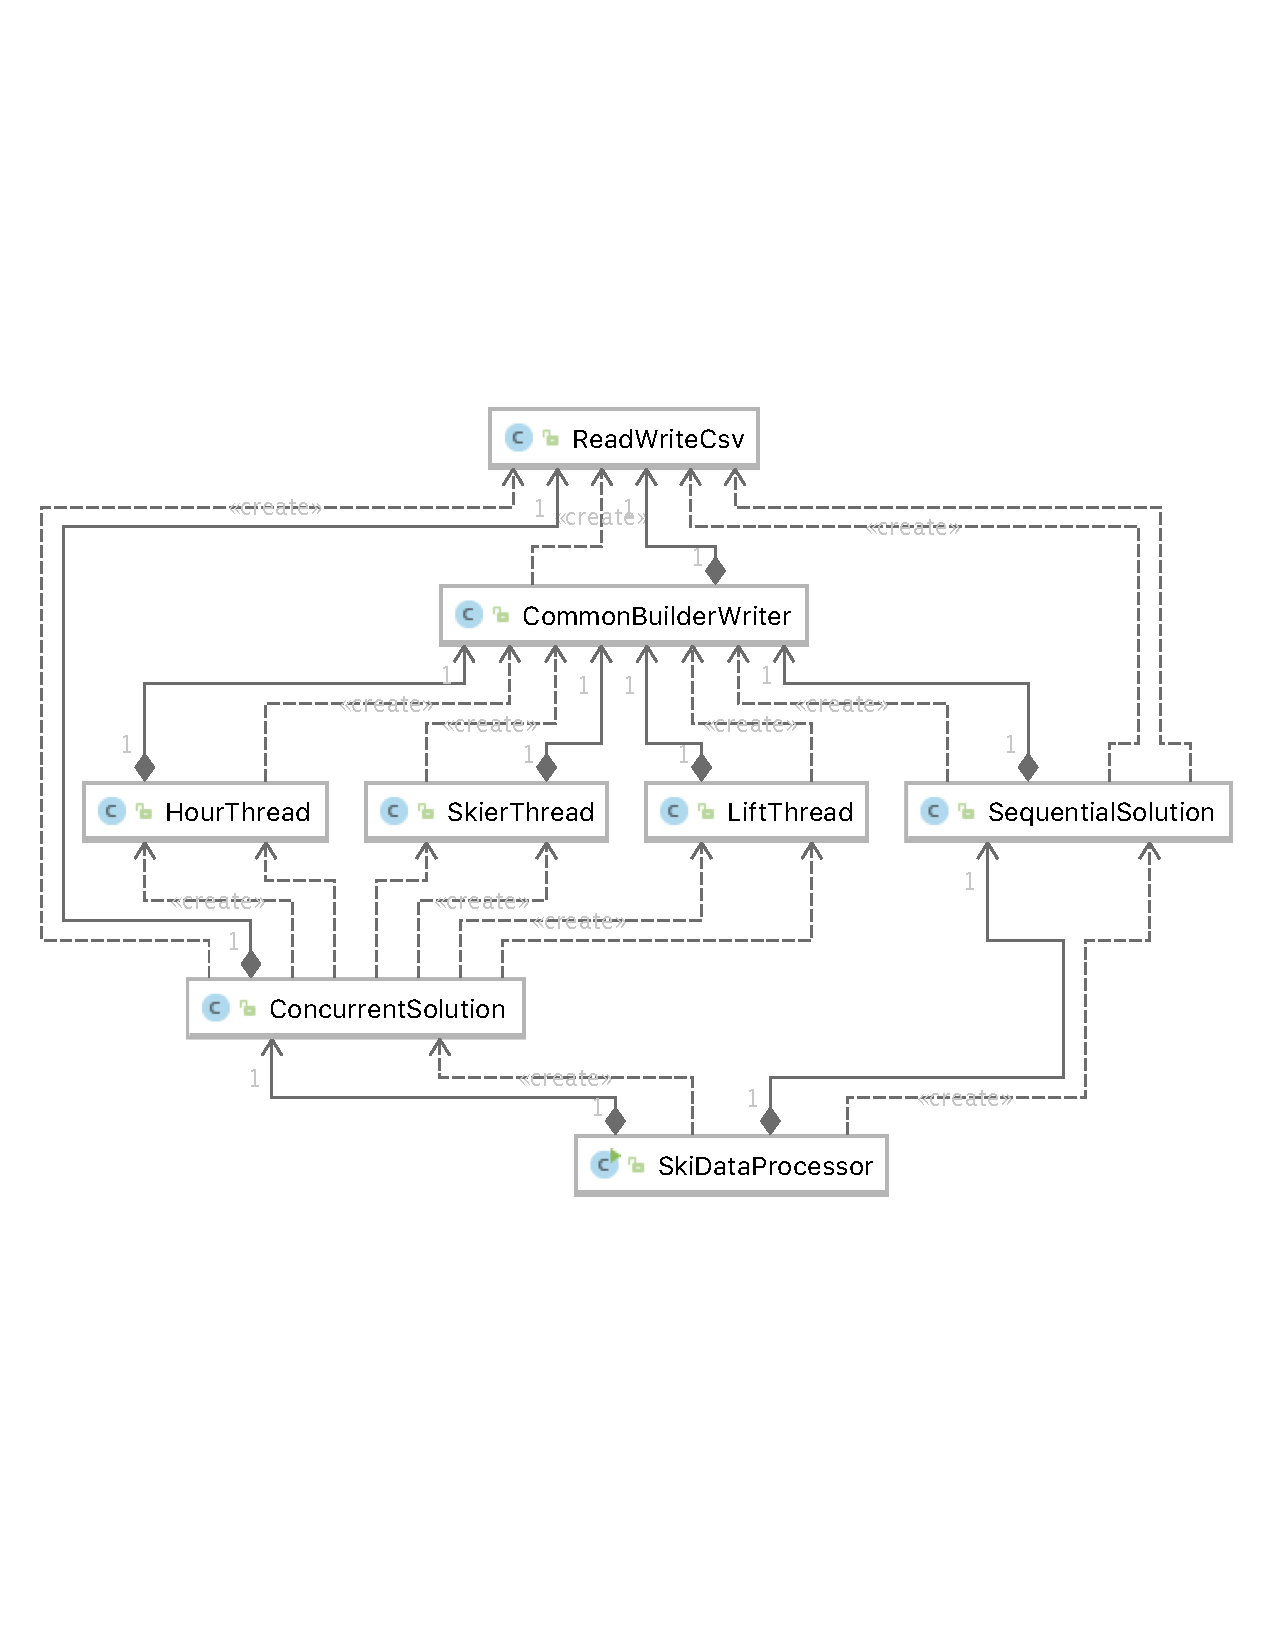 C ReadWriteCsv
«create»
1
«create»
1
«create»
1
C CommonBuilderWriter
1
«create»
«create»
1
1
«create»
1
«create»
1
1
1
1
C HourThread
C SkierThread
C LiftThread
C SequentialSolution
«create»
«create»
«create»
1
1
C ConcurrentSolution
1
«create»
1
1
«create»
C SkiDataProcessor